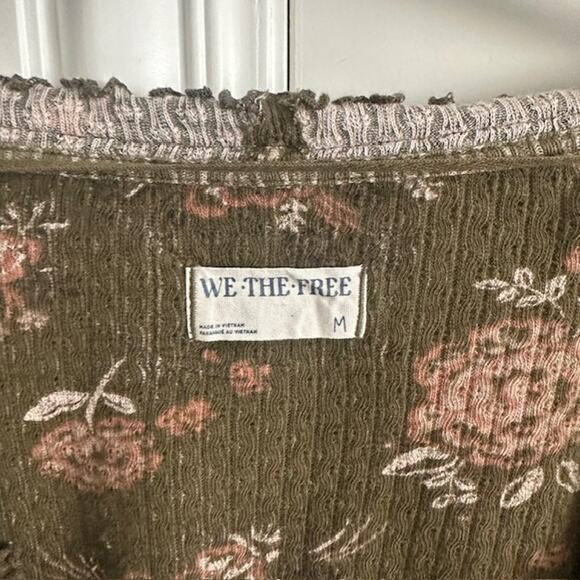 WE·THE·FREE
MADE IN VIETNAM
FABRIQUÉ AU VIETNAM
M